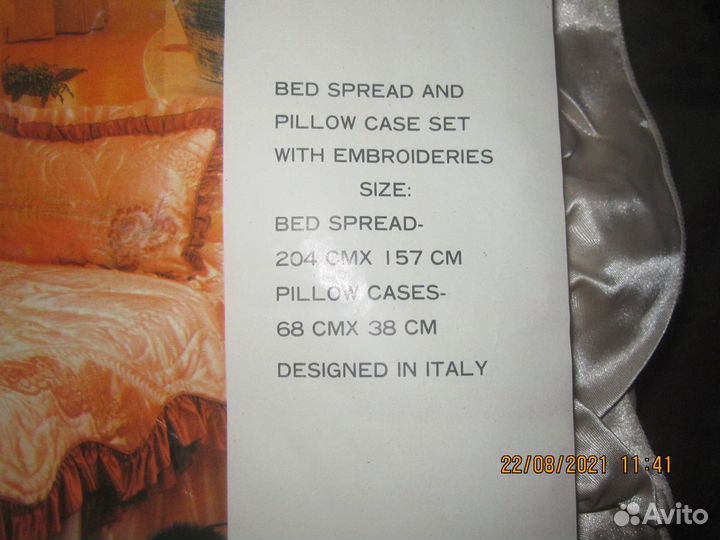 BED SPREAD AND
PILLOW CASE SET
WITH EMBROIDERIES
SIZE:
BED SPREAD-
204 CMX 157 CM
PILLOW CASES-
68 CMX 38 CM
DESIGNED IN ITALY
22/08/2021 11:41
Avito